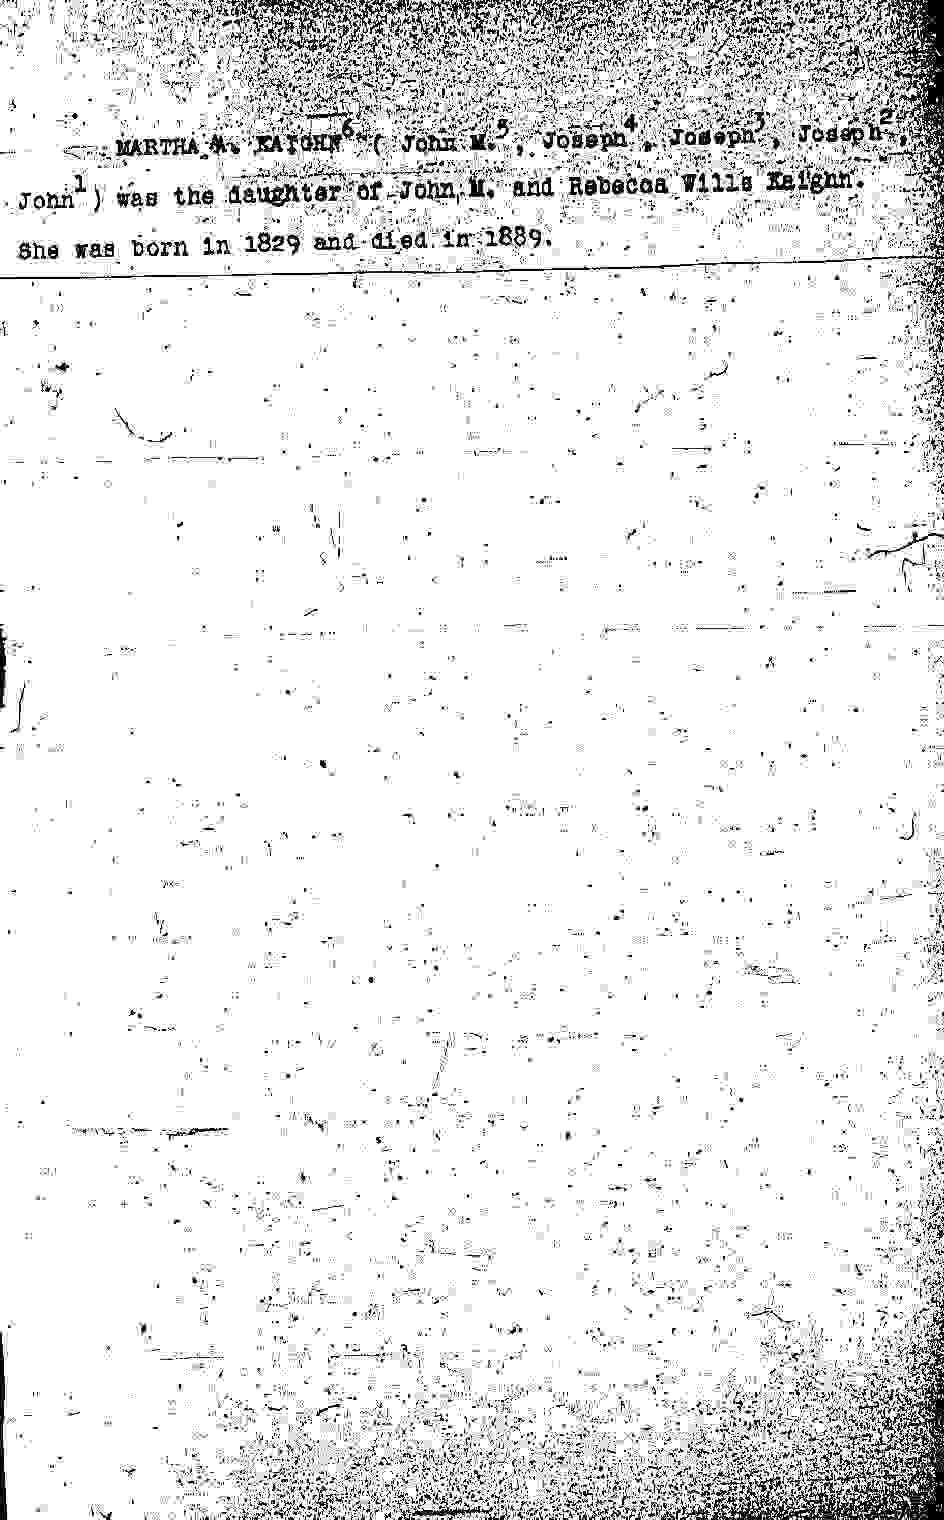 MARTHA A. KAIGHN⁶ ( John M.⁵, Joseph⁴, Joseph³, Joseph²,
John¹) was the daughter of John M. and Rebecca Wills Kaighn.
She was born in 1829 and died in 1889.